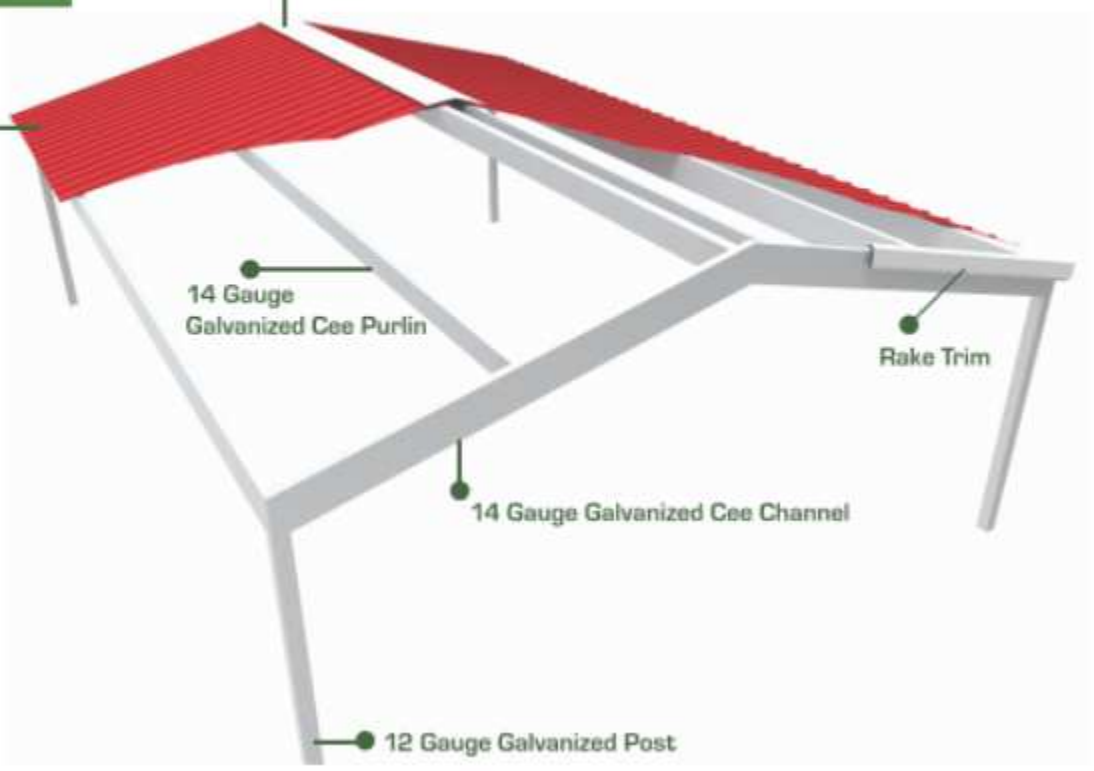 14 Gauge
Galvanized Cee Purlin
Rake Trim
14 Gauge Galvanized Cee Channel
12 Gauge Galvanized Post